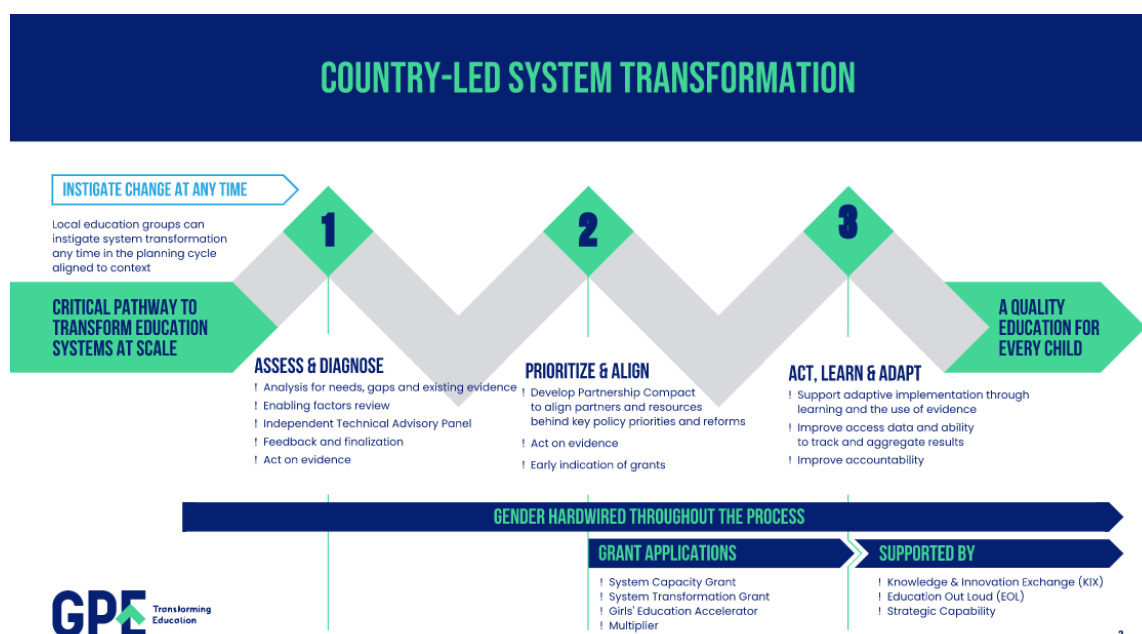 COUNTRY-LED SYSTEM TRANSFORMATION
INSTIGATE CHANGE AT ANY TIME
Local education groups can
instigate system transformation
any time in the planning cycle
aligned to context
CRITICAL PATHWAY TO
TRANSFORM EDUCATION
SYSTEMS AT SCALE
1
2
3
A QUALITY
EDUCATION FOR
EVERY CHILD
ASSESS & DIAGNOSE
! Analysis for needs, gaps and existing evidence
! Enabling factors review
! Independent Technical Advisory Panel
! Feedback and finalization
! Act on evidence
PRIORITIZE & ALIGN
! Develop Partnership Compact
to align partners and resources
behind key policy priorities and reforms
! Act on evidence
! Early indication of grants
ACT, LEARN & ADAPT
! Support adaptive implementation through
learning and the use of evidence
! Improve access data and ability
to track and aggregate results
! Improve accountability
GENDER HARDWIRED THROUGHOUT THE PROCESS
GRANT APPLICATIONS
! System Capacity Grant
! System Transformation Grant
! Girls' Education Accelerator
! Multiplier
SUPPORTED BY
! Knowledge & Innovation Exchange (KIX)
! Education Out Loud (EOL)
! Strategic Capability
GPE
Transforming
Education